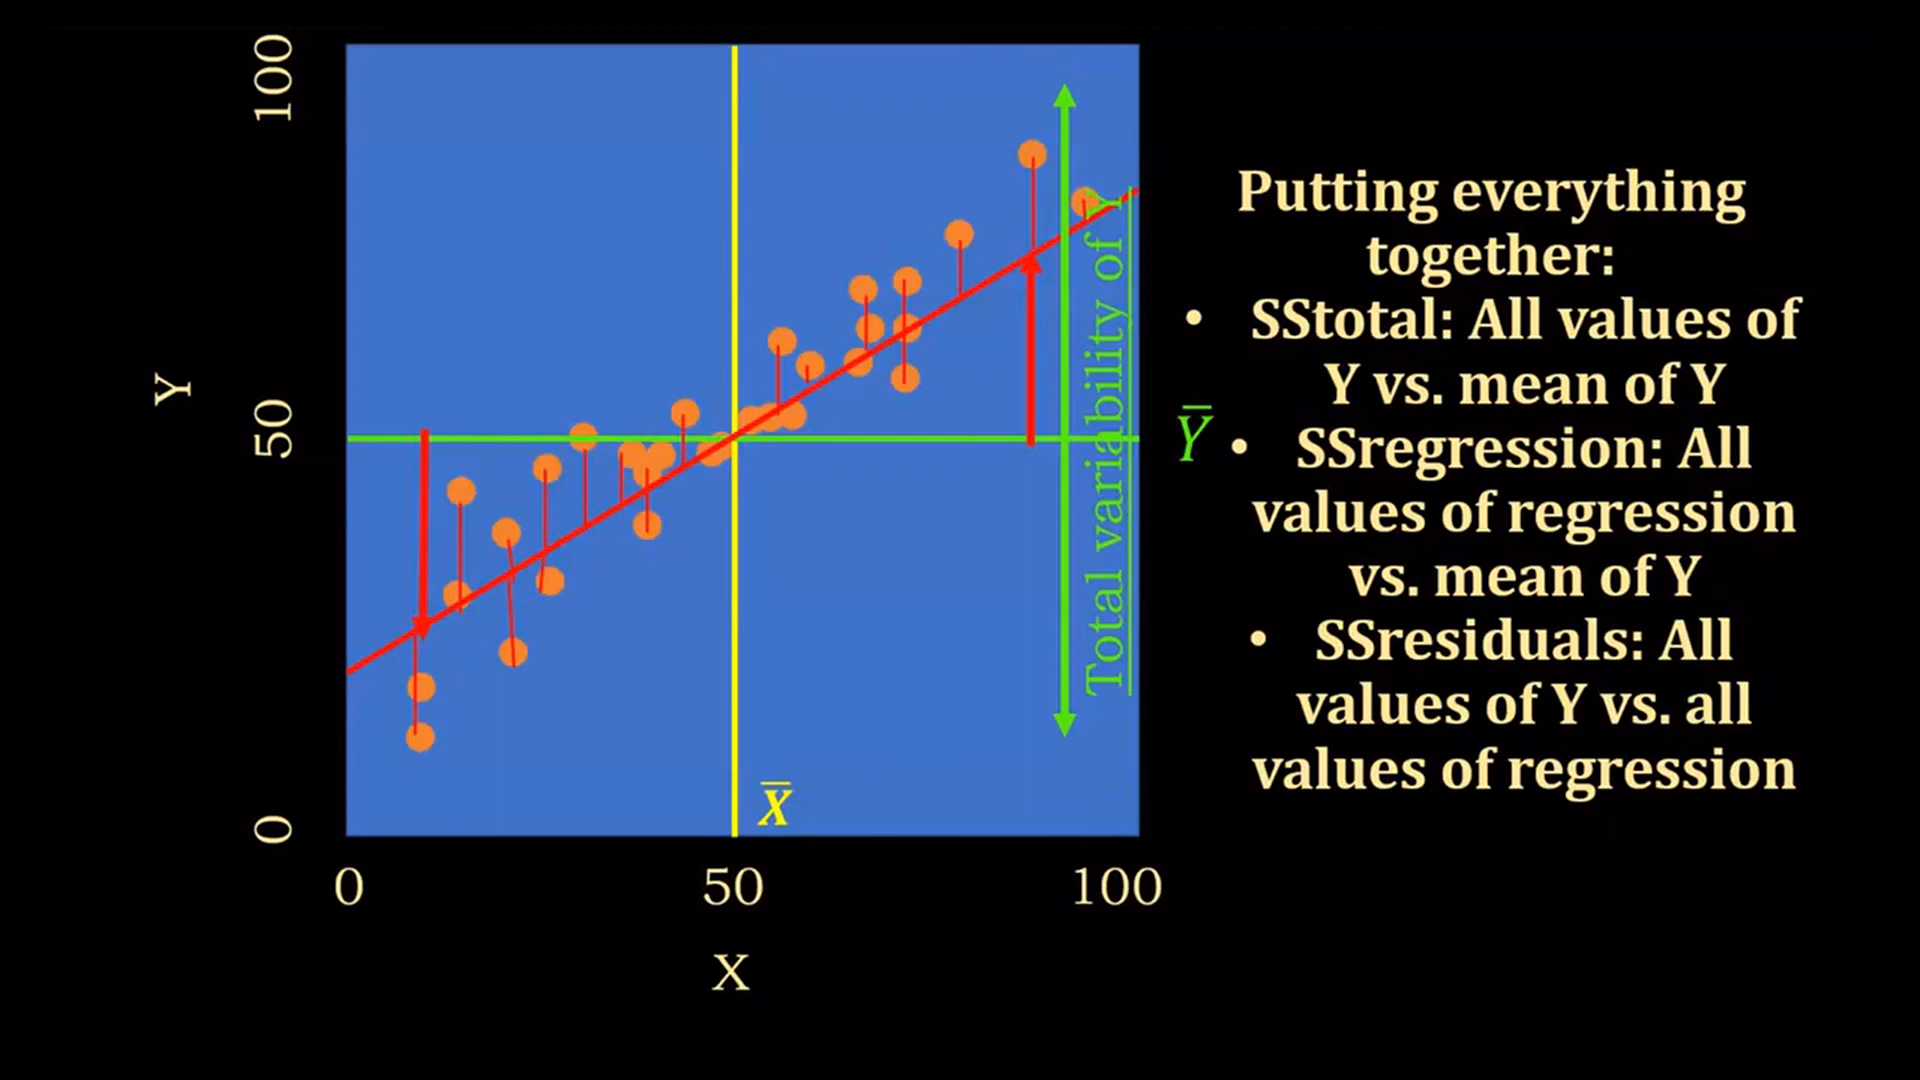 100
50
0
Y
0
50
100
X
X̅
Y̅
Total variability of Y
Putting everything
together:
• SStotal: All values of
Y vs. mean of Y
• SSregression: All
values of regression
vs. mean of Y
• SSresiduals: All
values of Y vs. all
values of regression